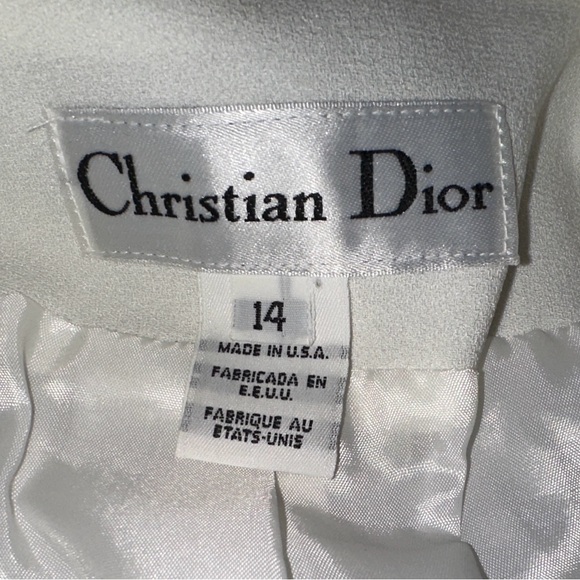 Christian Dior
14
MADE IN U.S.A.
FABRICADA EN
E.E.U.U.
FABRIQUE AU
ETATS-UNIS